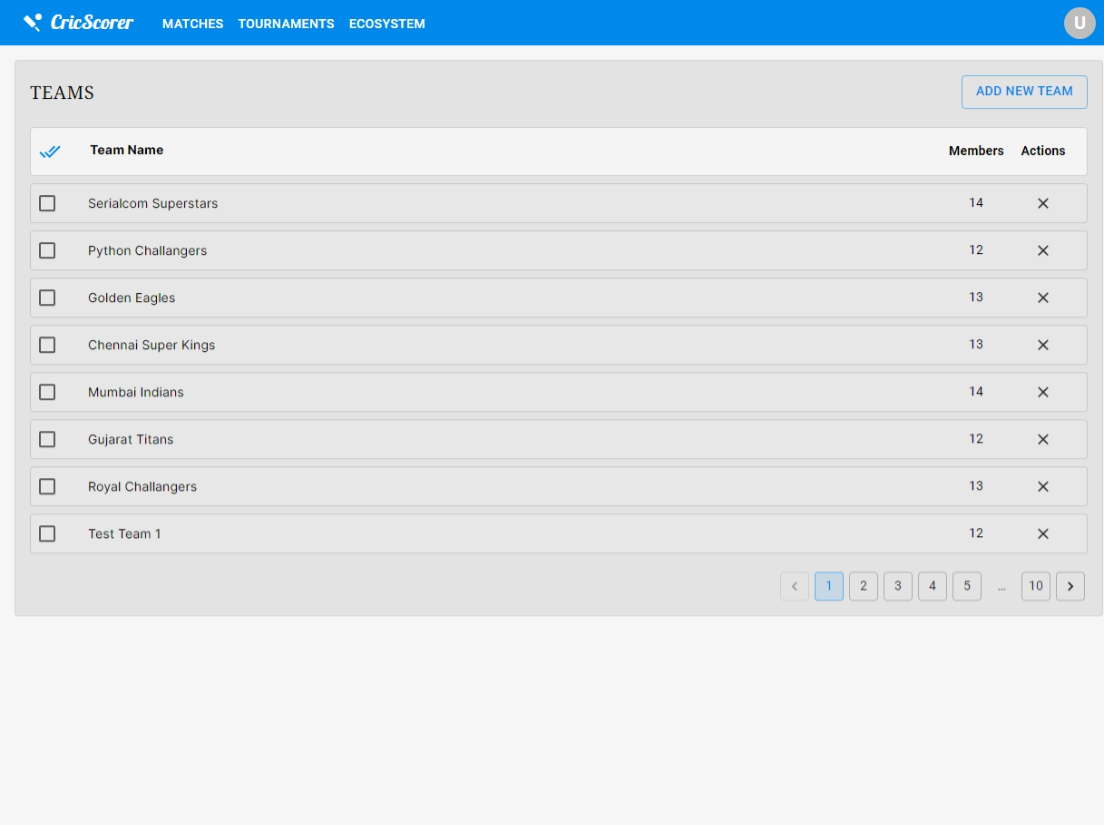 CricScorer MATCHES TOURNAMENTS ECOSYSTEM U
TEAMS ADD NEW TEAM
Team Name Members Actions
Serialcom Superstars 14
Python Challangers 12
Golden Eagles 13
Chennai Super Kings 13
Mumbai Indians 14
Gujarat Titans 12
Royal Challangers 13
Test Team 1 12
1 2 3 4 5 ... 10